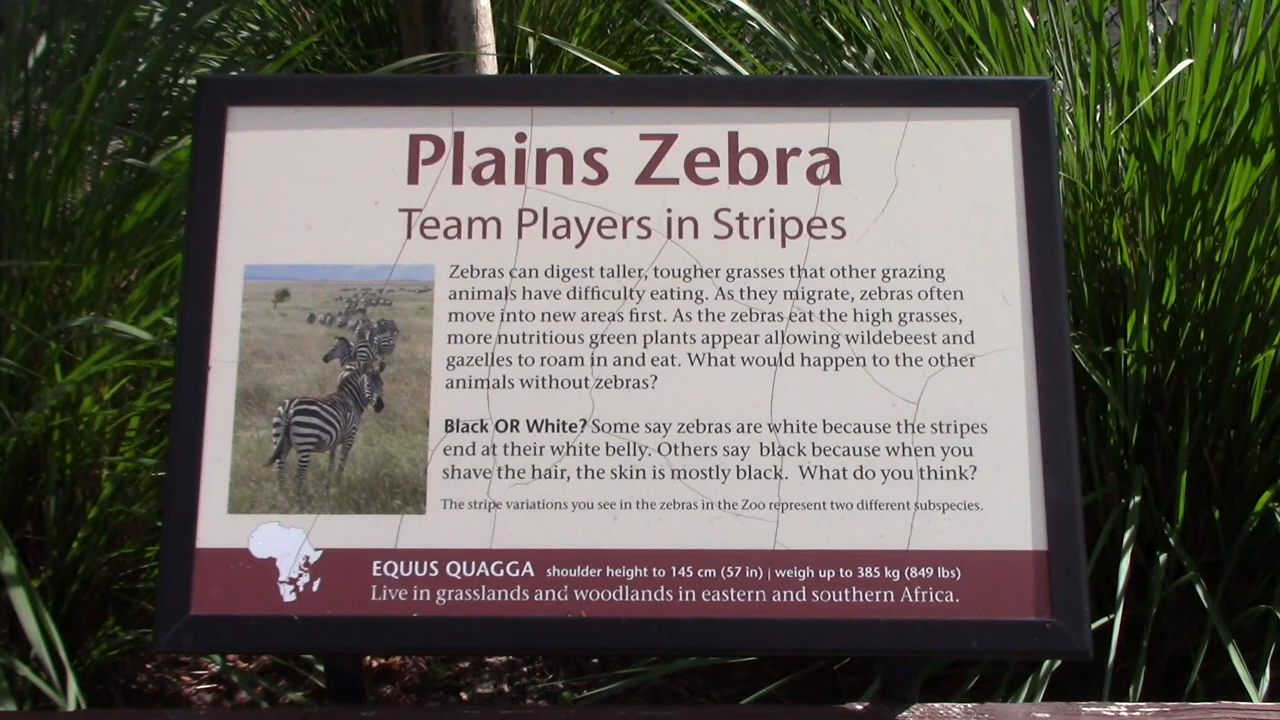 Plains Zebra
Team Players in Stripes
Zebras can digest taller, tougher grasses that other grazing
animals have difficulty eating. As they migrate, zebras often
move into new areas first. As the zebras eat the high grasses,
more nutritious green plants appear allowing wildebeest and
gazelles to roam in and eat. What would happen to the other
animals without zebras?
Black OR White? Some say zebras are white because the stripes
end at their white belly. Others say black because when you
shave the hair, the skin is mostly black. What do you think?
The stripe variations you see in the zebras in the Zoo represent two different subspecies.
EQUUS QUAGGA shoulder height to 145 cm (57 in) | weigh up to 385 kg (849 lbs)
Live in grasslands and woodlands in eastern and southern Africa.